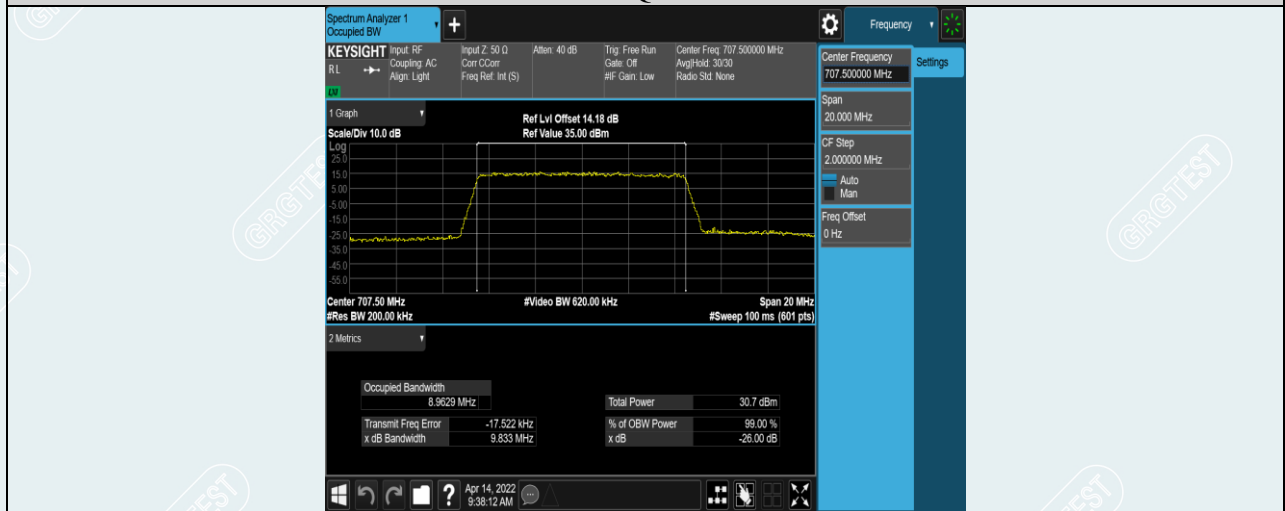 Spectrum Analyzer 1
Occupied BW
+
Frequency
KEYSIGHT
RL
Input: RF
Coupling: AC
Align: Light
Input Z: 50 Ω
Corr CCorr
Freq Ref: Int (S)
Atten: 40 dB
Trig: Free Run
Gate: Off
#IF Gain: Low
Center Freq: 707.500000 MHz
Avg|Hold: 30/30
Radio Std: None
Center Frequency
707.500000 MHz
Settings
Span
20.000 MHz
CF Step
2.000000 MHz
Auto
Man
Freq Offset
0 Hz
1 Graph
Scale/Div 10.0 dB
Ref Lvl Offset 14.18 dB
Ref Value 35.00 dBm
Log
25.0
15.0
5.00
-5.00
-15.0
-25.0
-35.0
-45.0
-55.0
Center 707.50 MHz
#Video BW 620.00 kHz
Span 20 MHz
#Res BW 200.00 kHz
#Sweep 100 ms (601 pts)
2 Metrics
Occupied Bandwidth
8.9629 MHz
Total Power 30.7 dBm
Transmit Freq Error -17.522 kHz
% of OBW Power 99.00 %
x dB Bandwidth 9.833 MHz
x dB -26.00 dB
?
Apr 14, 2022
9:38:12 AM
GRGTEST
GRGTEST